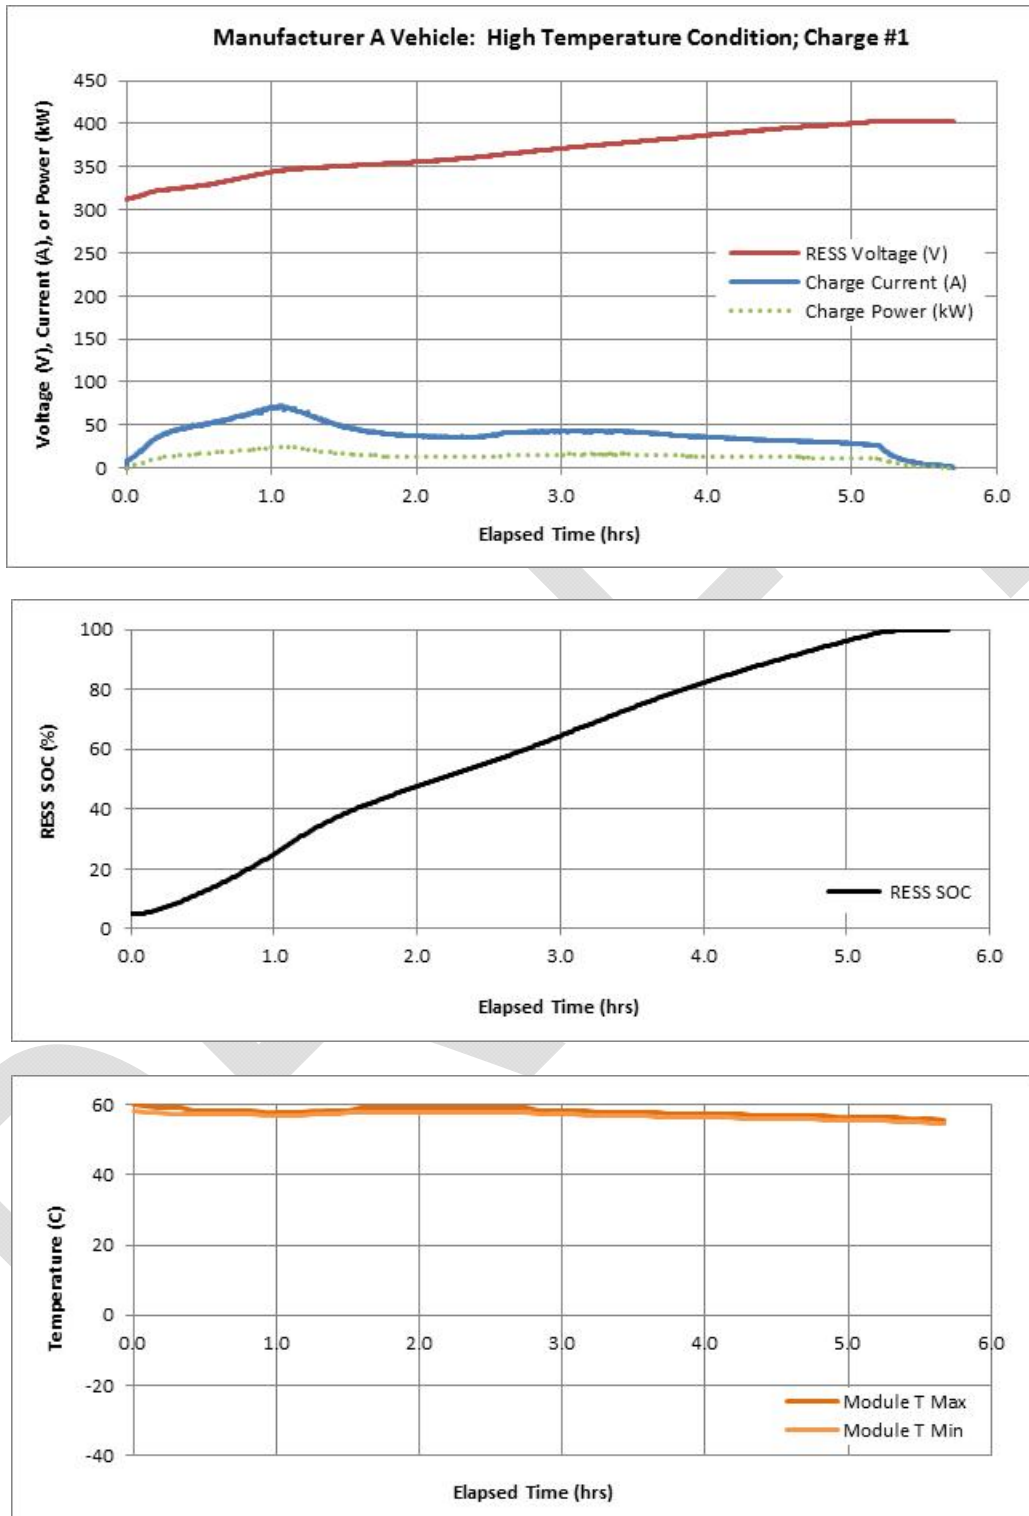 Manufacturer A Vehicle:  High Temperature Condition; Charge #1
Voltage (V), Current (A), or Power (kW)
450
400
350
300
250
200
150
100
50
0
RESS Voltage (V)
Charge Current (A)
Charge Power (kW)
0.0 1.0 2.0 3.0 4.0 5.0 6.0
Elapsed Time (hrs)
RESS SOC (%)
100
80
60
40
20
0
RESS SOC
0.0 1.0 2.0 3.0 4.0 5.0 6.0
Elapsed Time (hrs)
Temperature (C)
60
40
20
0
0.0 1.0 2.0 3.0 4.0 5.0 6.0
-20
-40
Module T Max
Module T Min
Elapsed Time (hrs)